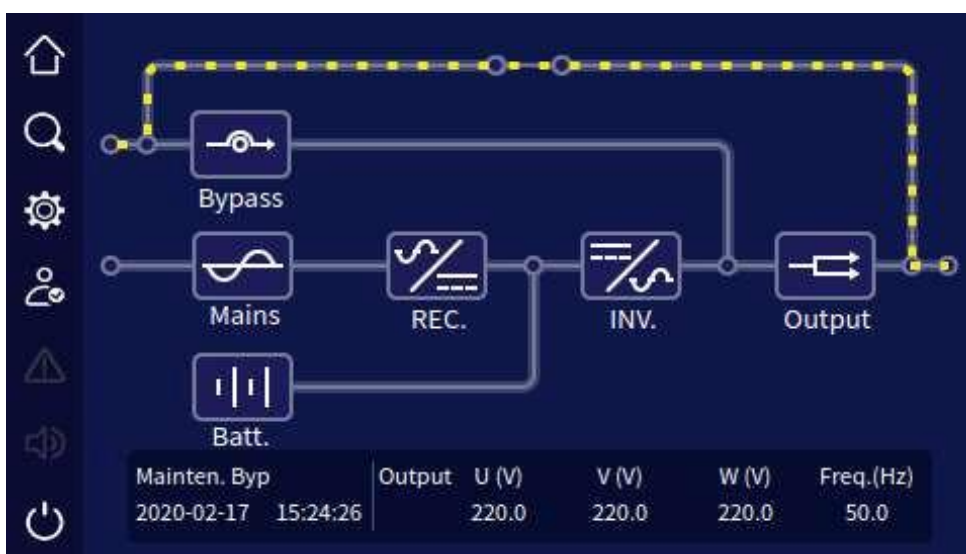 Bypass
Mains
REC.
INV.
Output
Batt.
Mainten. Byp Output U (V) V (V) W (V) Freq.(Hz)
2020-02-17 15:24:26 220.0 220.0 220.0 50.0